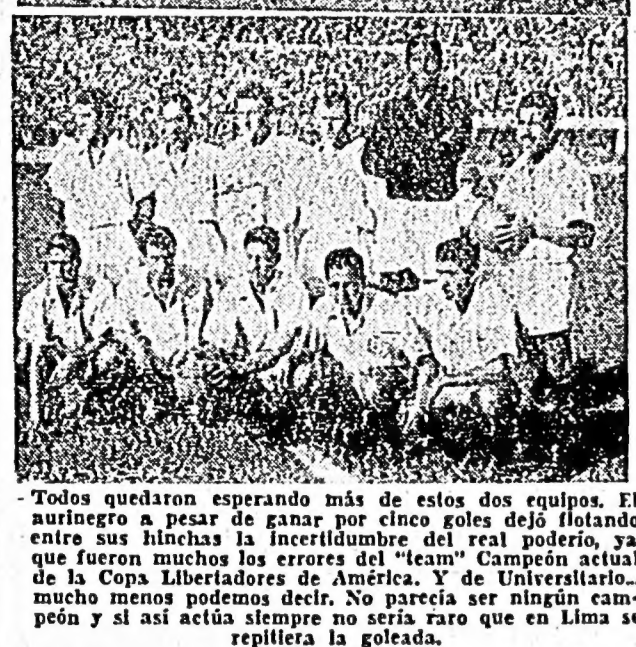 - Todos quedaron esperando más de estos dos equipos. El
aurinegro a pesar de ganar por cinco goles dejó flotando
entre sus hinchas la incertidumbre del real poderío, ya
que fueron muchos los errores del "team" Campeón actual
de la Copa Libertadores de América. Y de Universitario...
mucho menos podemos decir. No parecía ser ningún cam-
peón y si así actúa siempre no sería raro que en Lima se
repitiera la goleada.